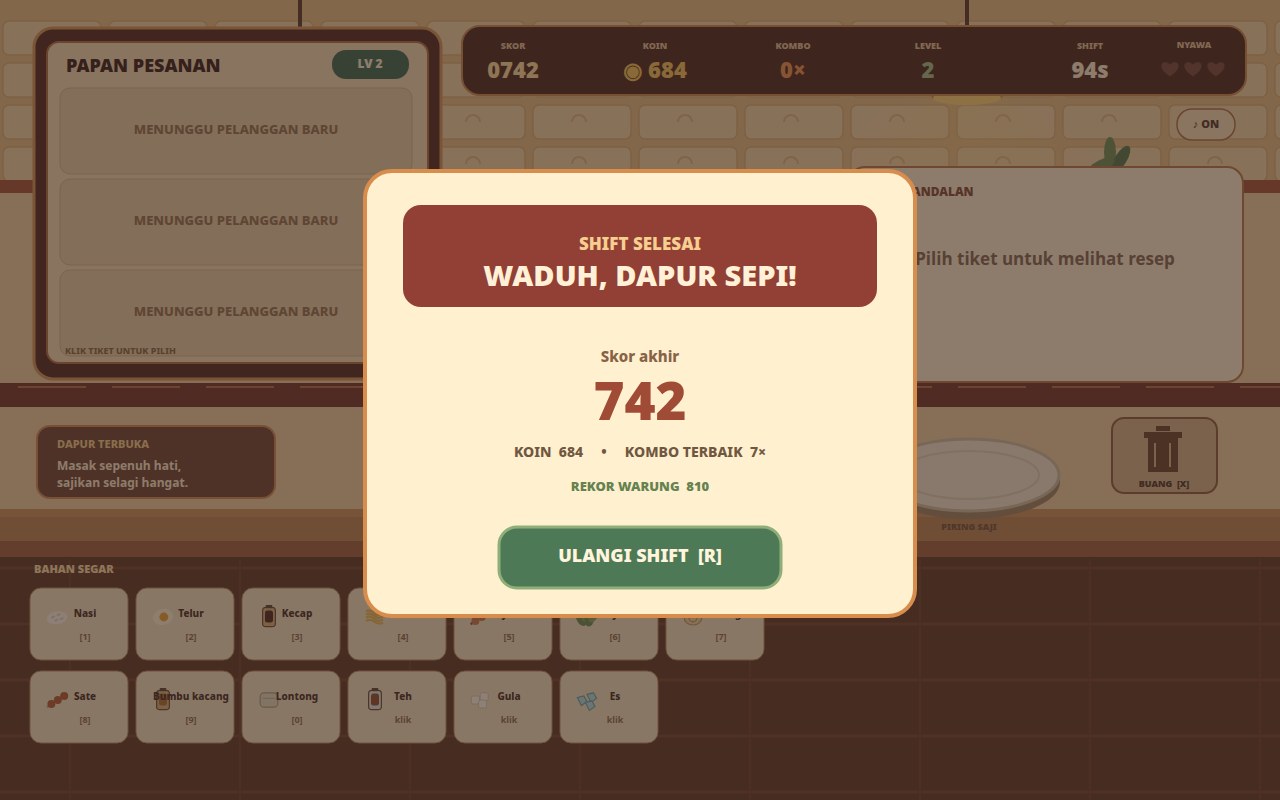 PAPAN PESANAN
LV 2
SKOR
KOIN
KOMBO
LEVEL
SHIFT
NYAWA
0742
684
0×
2
94s
♪ ON
MENUNGGU PELANGGAN BARU
MENUNGGU PELANGGAN BARU
MENUNGGU PELANGGAN BARU
KLIK TIKET UNTUK PILIH
ANDALAN
Pilih tiket untuk melihat resep
SHIFT SELESAI
WADUH, DAPUR SEPI!
Skor akhir
742
KOIN 684 • KOMBO TERBAIK 7×
REKOR WARUNG 810
ULANGI SHIFT [R]
DAPUR TERBUKA
Masak sepenuh hati,
sajikan selagi hangat.
BUANG [X]
PIRING SAJI
BAHAN SEGAR
Nasi
[1]
Telur
[2]
Kecap
[3]
[4]
[5]
[6]
[7]
Sate
[8]
Bumbu kacang
[9]
Lontong
[0]
Teh
klik
Gula
klik
Es
klik